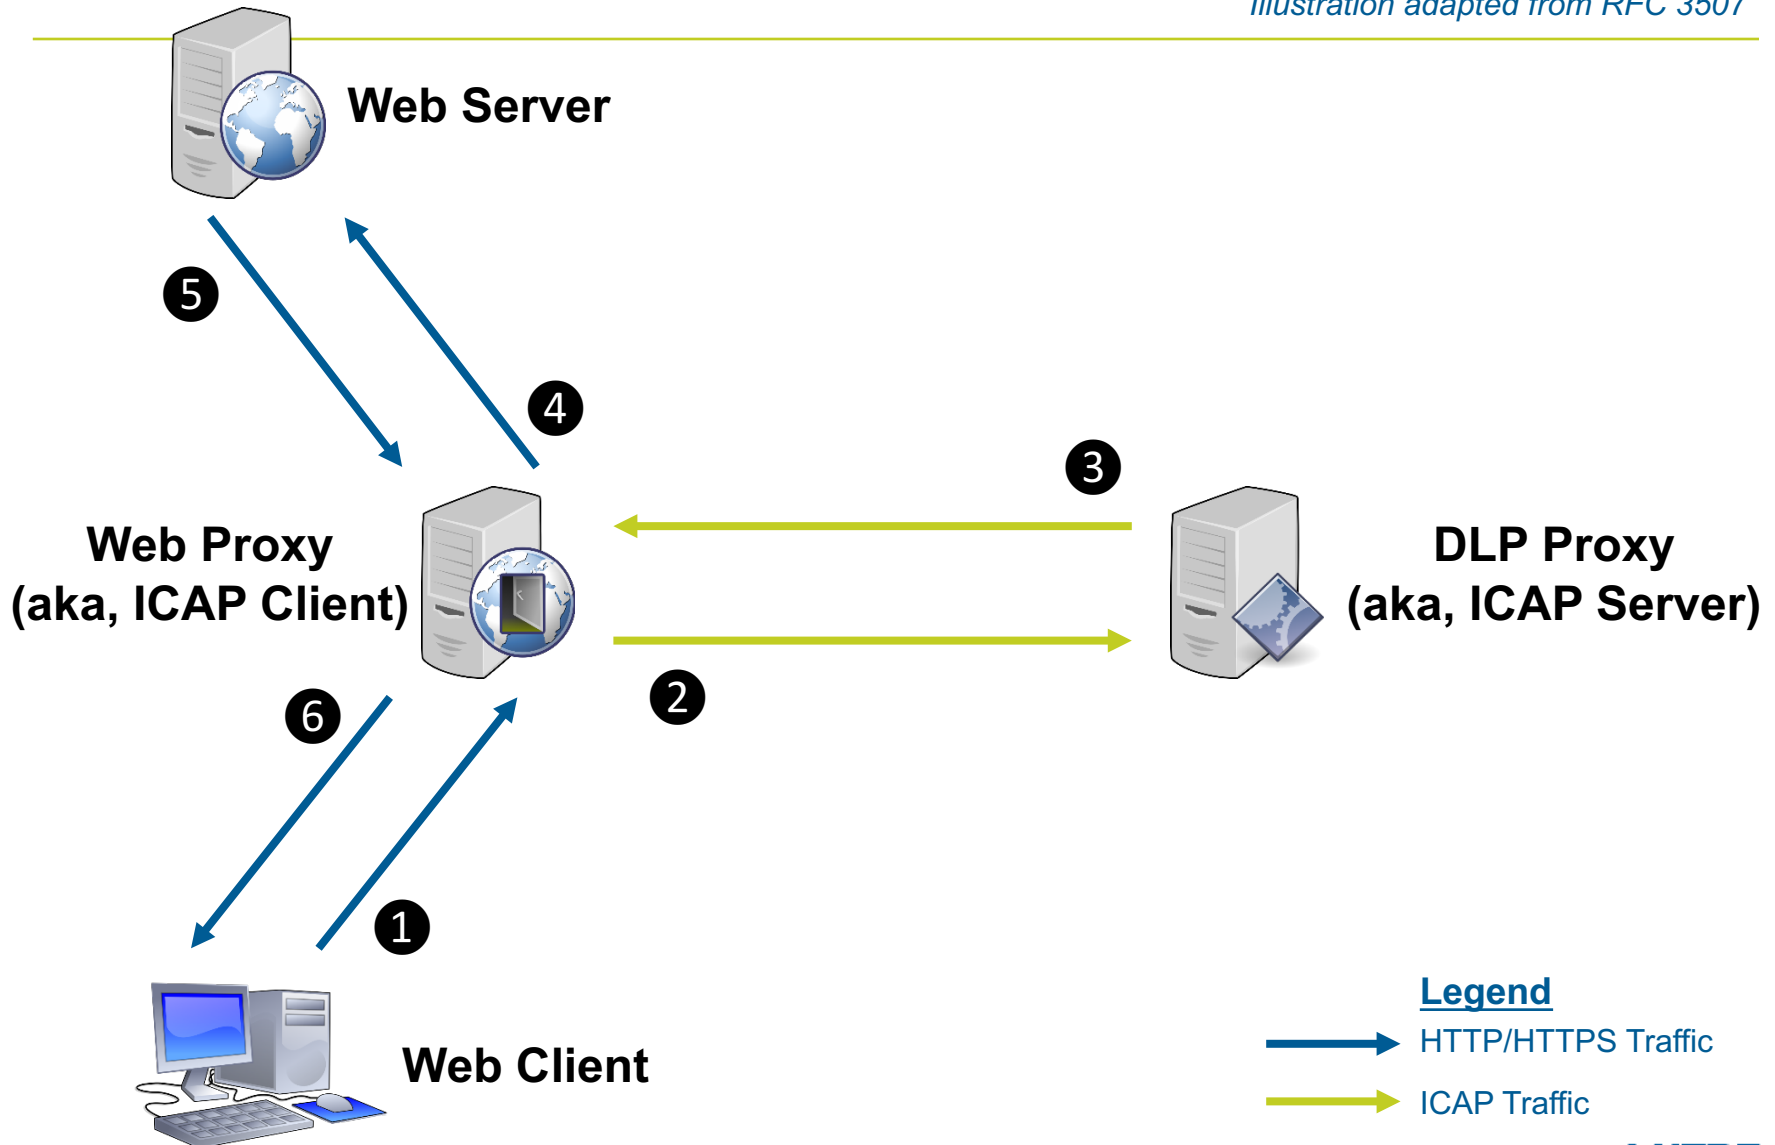 Illustration adapted from RFC 3507
Web Server
5
4
3
Web Proxy
(aka, ICAP Client)
DLP Proxy
(aka, ICAP Server)
6
2
1
Legend
HTTP/HTTPS Traffic
Web Client
ICAP Traffic